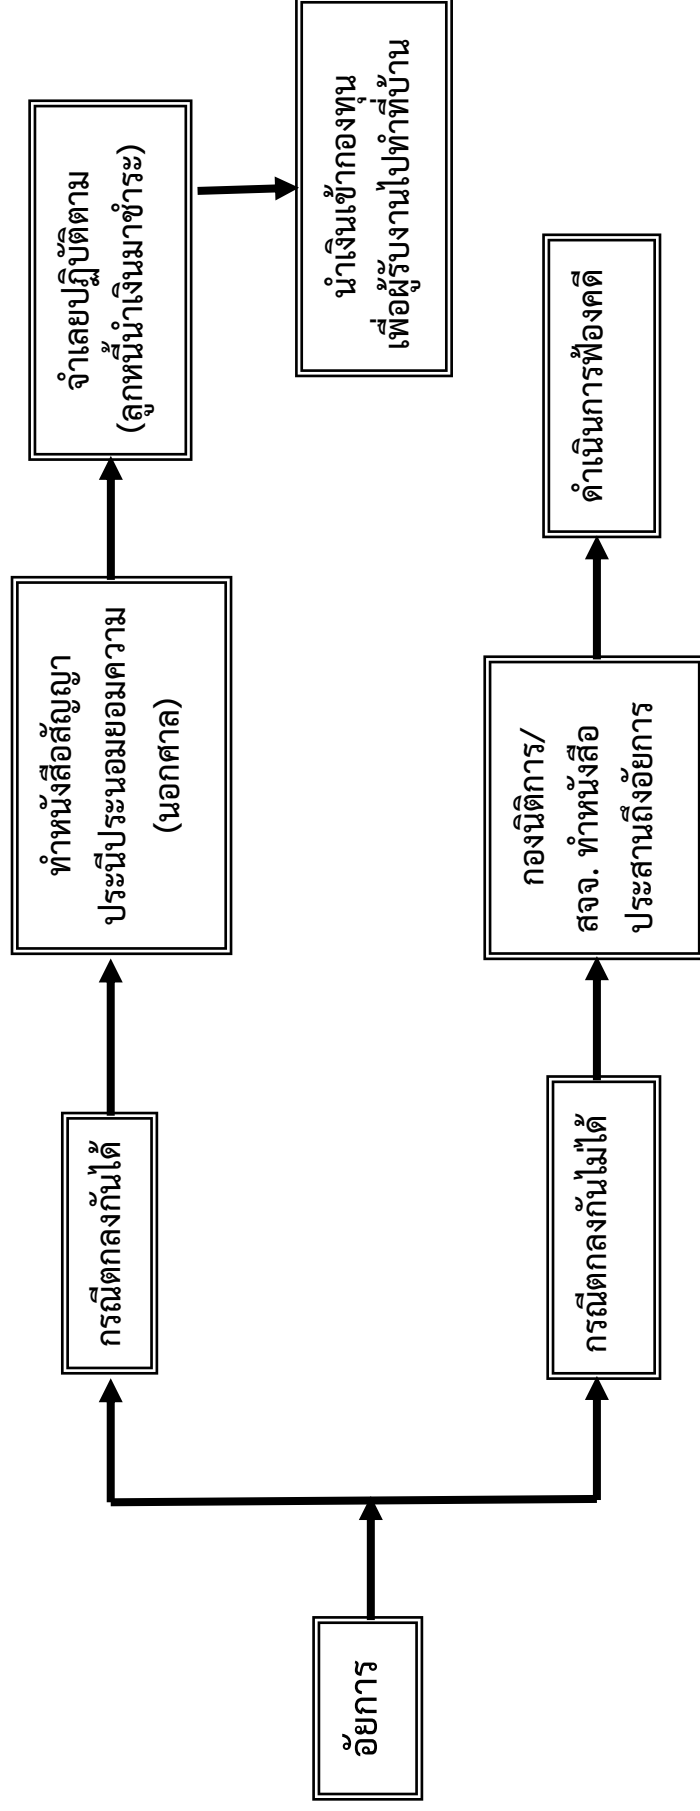 อัยการ
กรณีตกลงกันได้
ทำหนังสือสัญญา
ประนีประนอมยอมความ
(นอกศาล)
จำเลยปฏิบัติตาม
(ลูกหนี้นำเงินมาชำระ)
นำเงินเข้ากองทุน
เพื่อผู้รับงานไปทำที่บ้าน
กรณีตกลงกันไม่ได้
กองนิติการ/
สจจ. ทำหนังสือ
ประสานถึงอัยการ
ดำเนินการฟ้องคดี